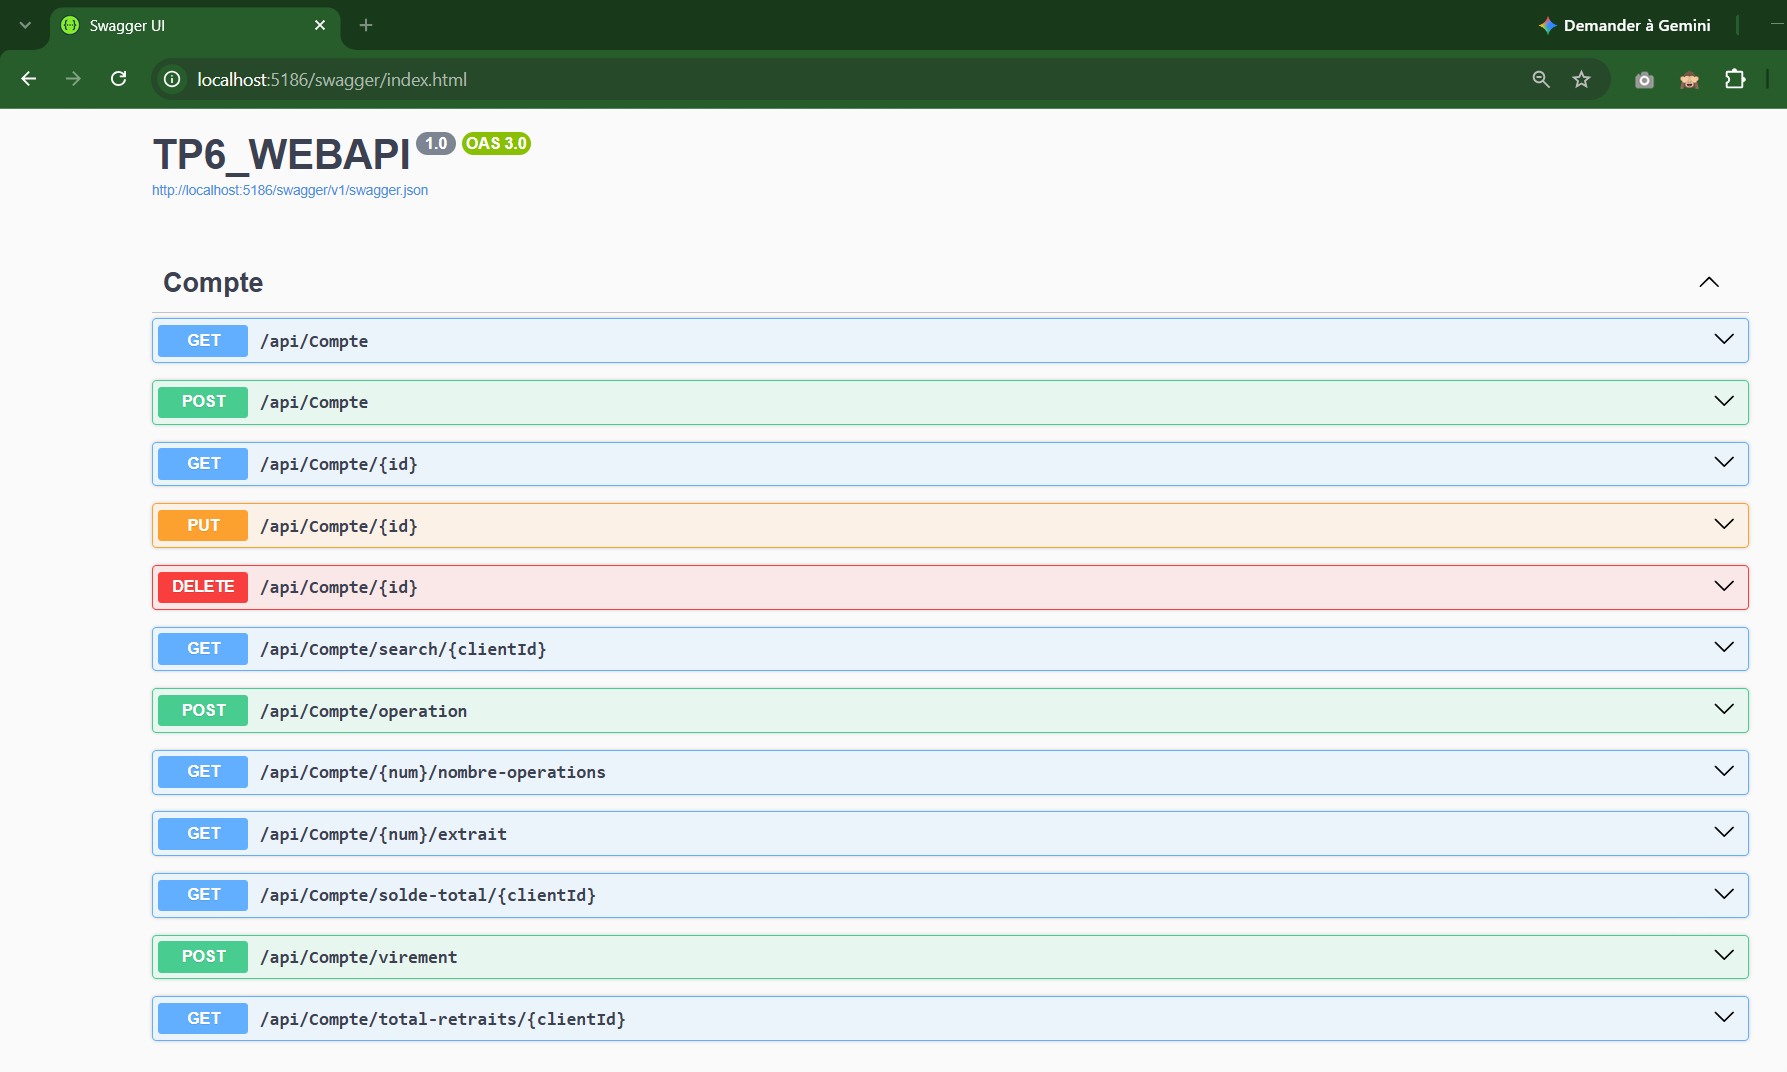 Swagger UI
Demander à Gemini
localhost:5186/swagger/index.html
TP6_WEBAPI 1.0 OAS 3.0
http://localhost:5186/swagger/v1/swagger.json
Compte
GET /api/Compte
POST /api/Compte
GET /api/Compte/{id}
PUT /api/Compte/{id}
DELETE /api/Compte/{id}
GET /api/Compte/search/{clientId}
POST /api/Compte/operation
GET /api/Compte/{num}/nombre-operations
GET /api/Compte/{num}/extrait
GET /api/Compte/solde-total/{clientId}
POST /api/Compte/virement
GET /api/Compte/total-retraits/{clientId}